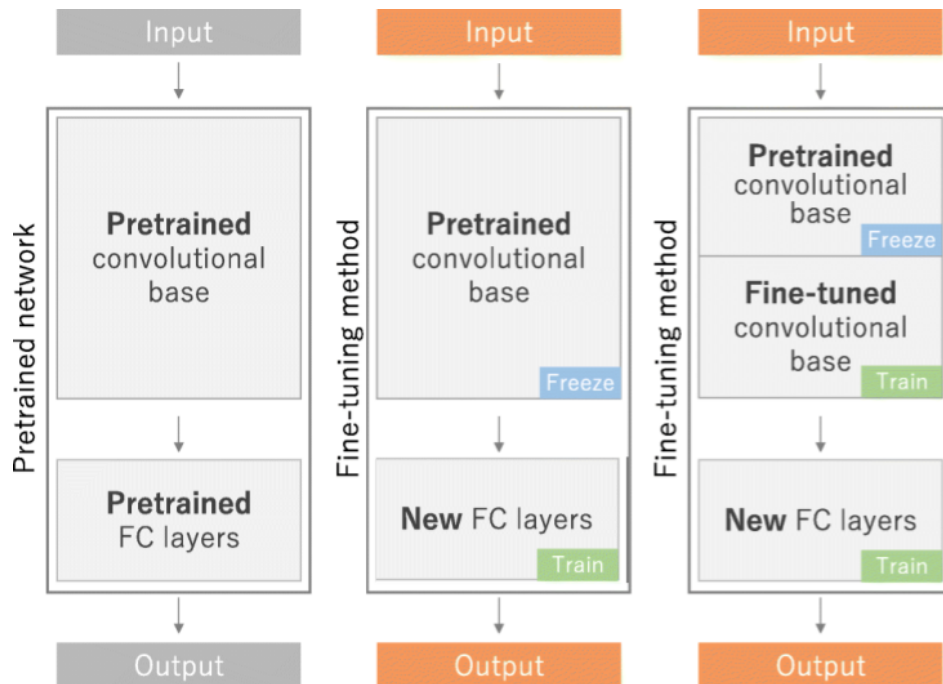 Input
Pretrained network
Pretrained
convolutional
base
Pretrained
FC layers
Output
Input
Fine-tuning method
Pretrained
convolutional
base
Freeze
New FC layers
Train
Output
Input
Fine-tuning method
Pretrained
convolutional
base
Freeze
Fine-tuned
convolutional
base
Train
New FC layers
Train
Output